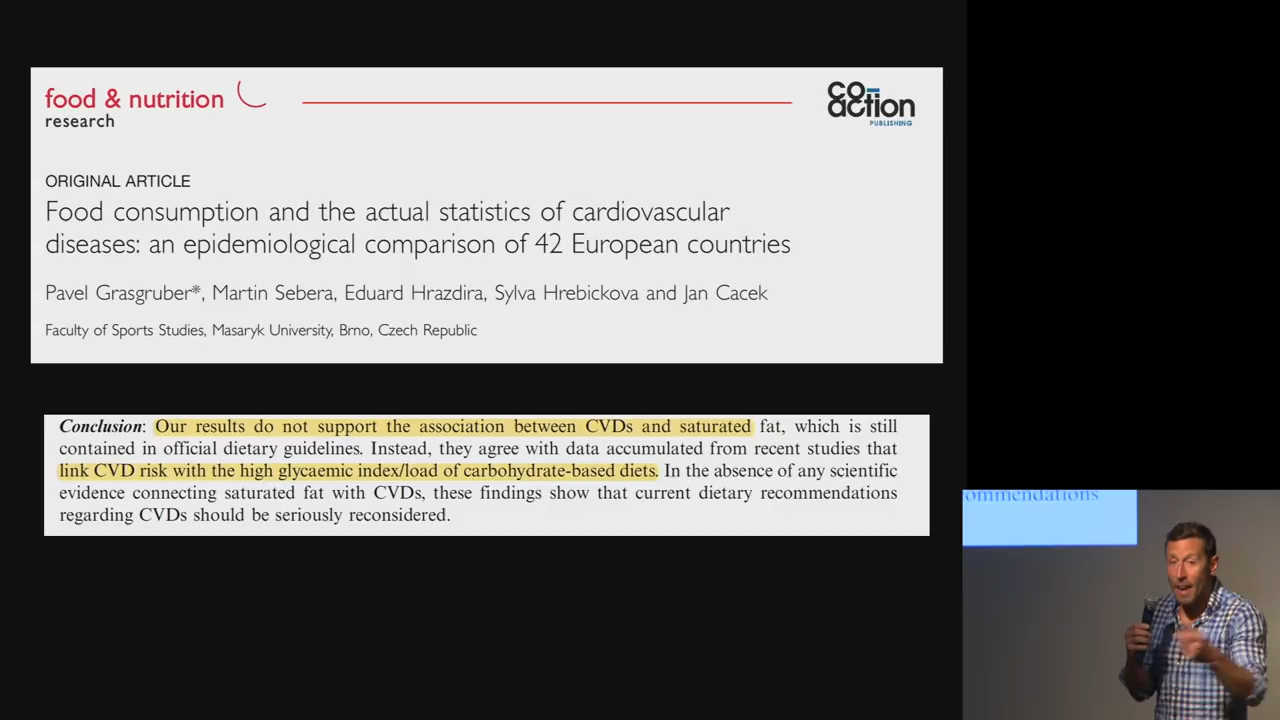 food & nutrition
research
co-action
PUBLISHING
ORIGINAL ARTICLE
Food consumption and the actual statistics of cardiovascular
diseases: an epidemiological comparison of 42 European countries
Pavel Grasgruber*, Martin Sebera, Eduard Hrazdira, Sylva Hrebickova and Jan Cacek
Faculty of Sports Studies, Masaryk University, Brno, Czech Republic
Conclusion: Our results do not support the association between CVDs and saturated fat, which is still
contained in official dietary guidelines. Instead, they agree with data accumulated from recent studies that
link CVD risk with the high glycaemic index/load of carbohydrate-based diets. In the absence of any scientific
evidence connecting saturated fat with CVDs, these findings show that current dietary recommendations
regarding CVDs should be seriously reconsidered.
ommendations